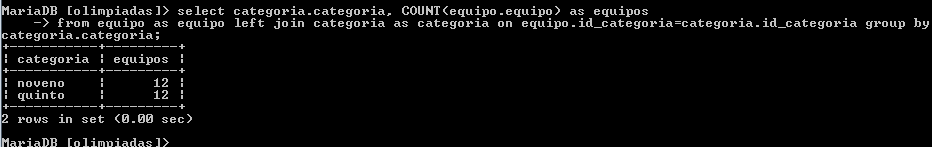 MariaDB [olimpiadas]> select categoria.categoria, COUNT(equipo.equipo) as equipos
    -> from equipo as equipo left join categoria as categoria on equipo.id_categoria=categoria.id_categoria group by
categoria.categoria;
+-----------+---------+
| categoria | equipos |
+-----------+---------+
| noveno    |      12 |
| quinto    |      12 |
+-----------+---------+
2 rows in set (0.00 sec)
MariaDB [olimpiadas]>